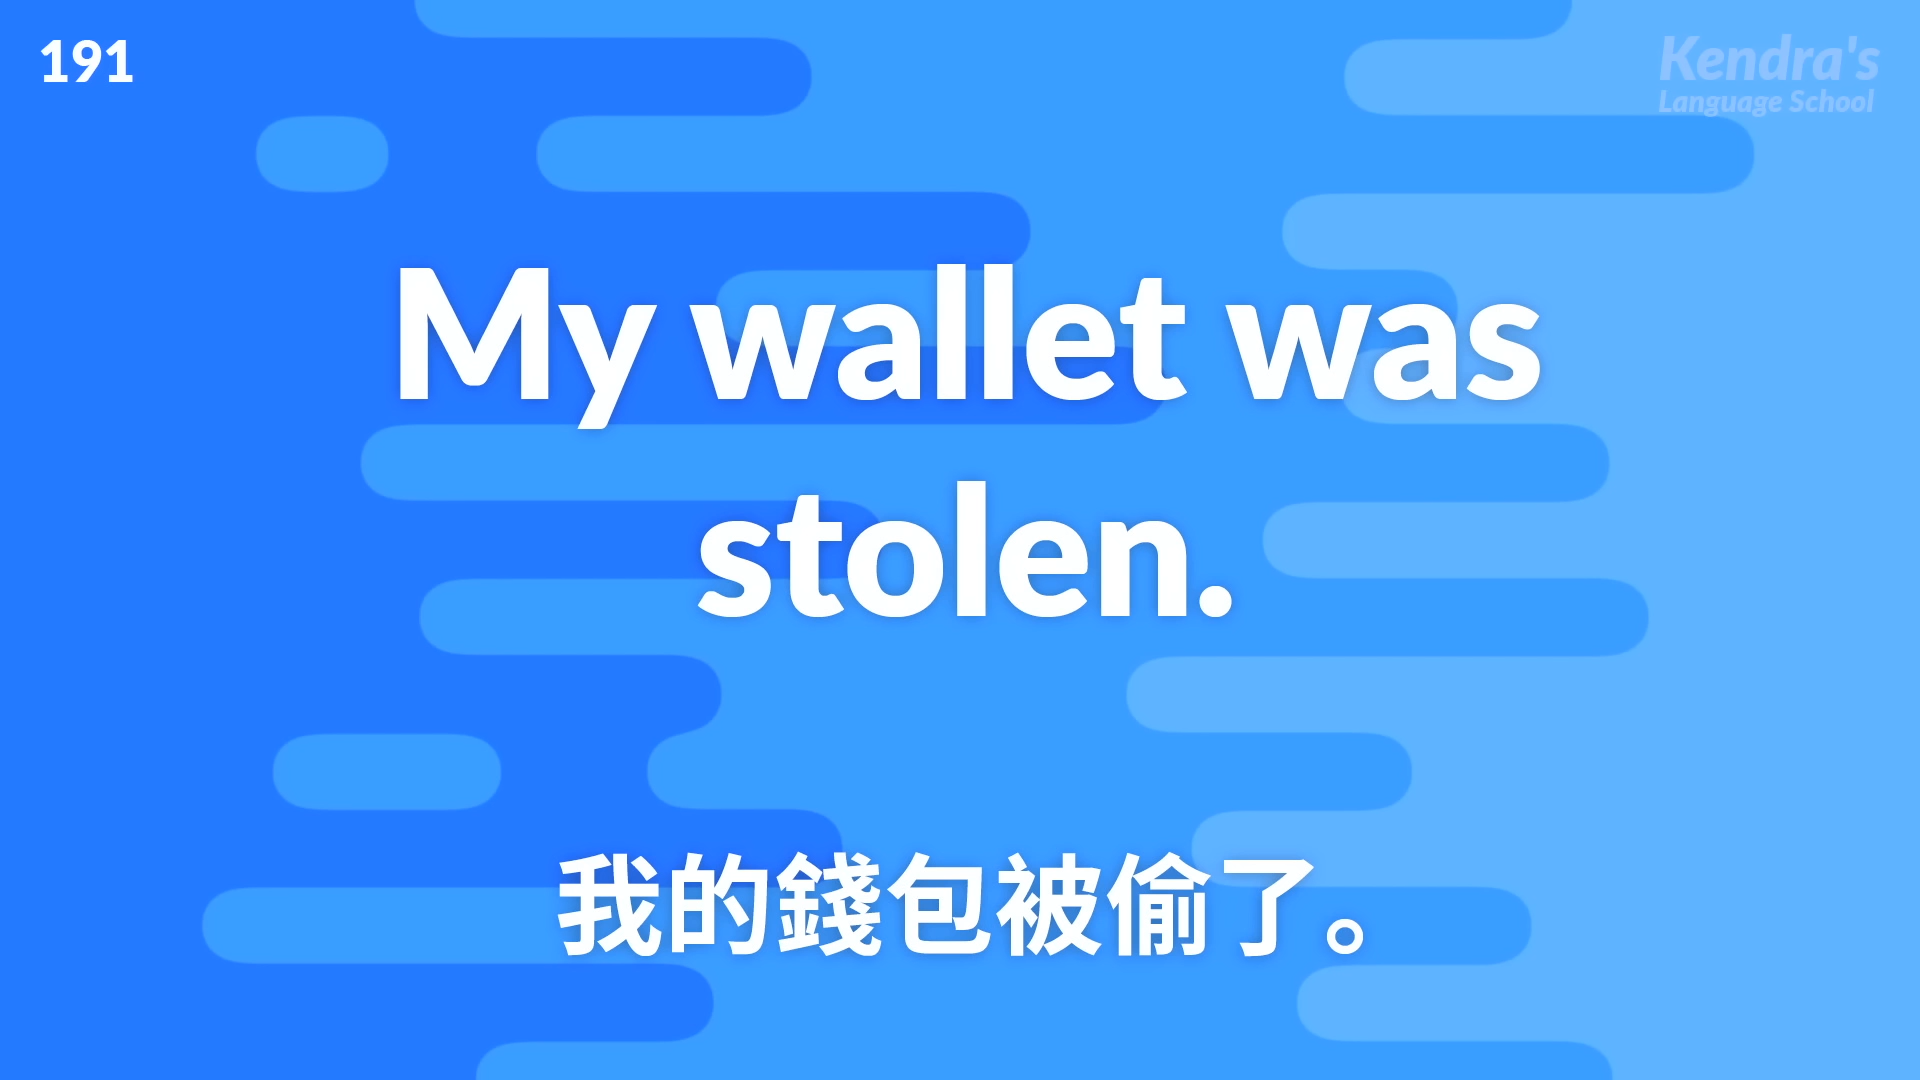 191
Kendra's
Language School
My wallet was
stolen.
我的錢包被偷了。